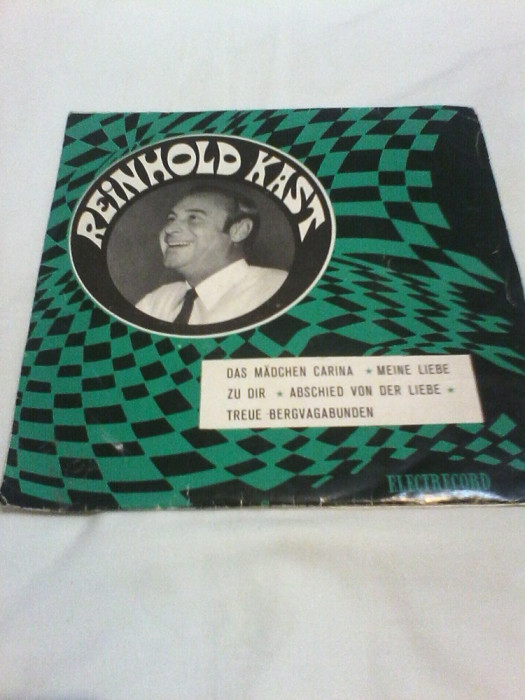 REINHOLD KAST
DAS MÄDCHEN CARINA ★ MEINE LIEBE
ZU DIR ★ ABSCHIED VON DER LIEBE ★
TREUE BERGVAGABUNDEN
ELECTRECORD